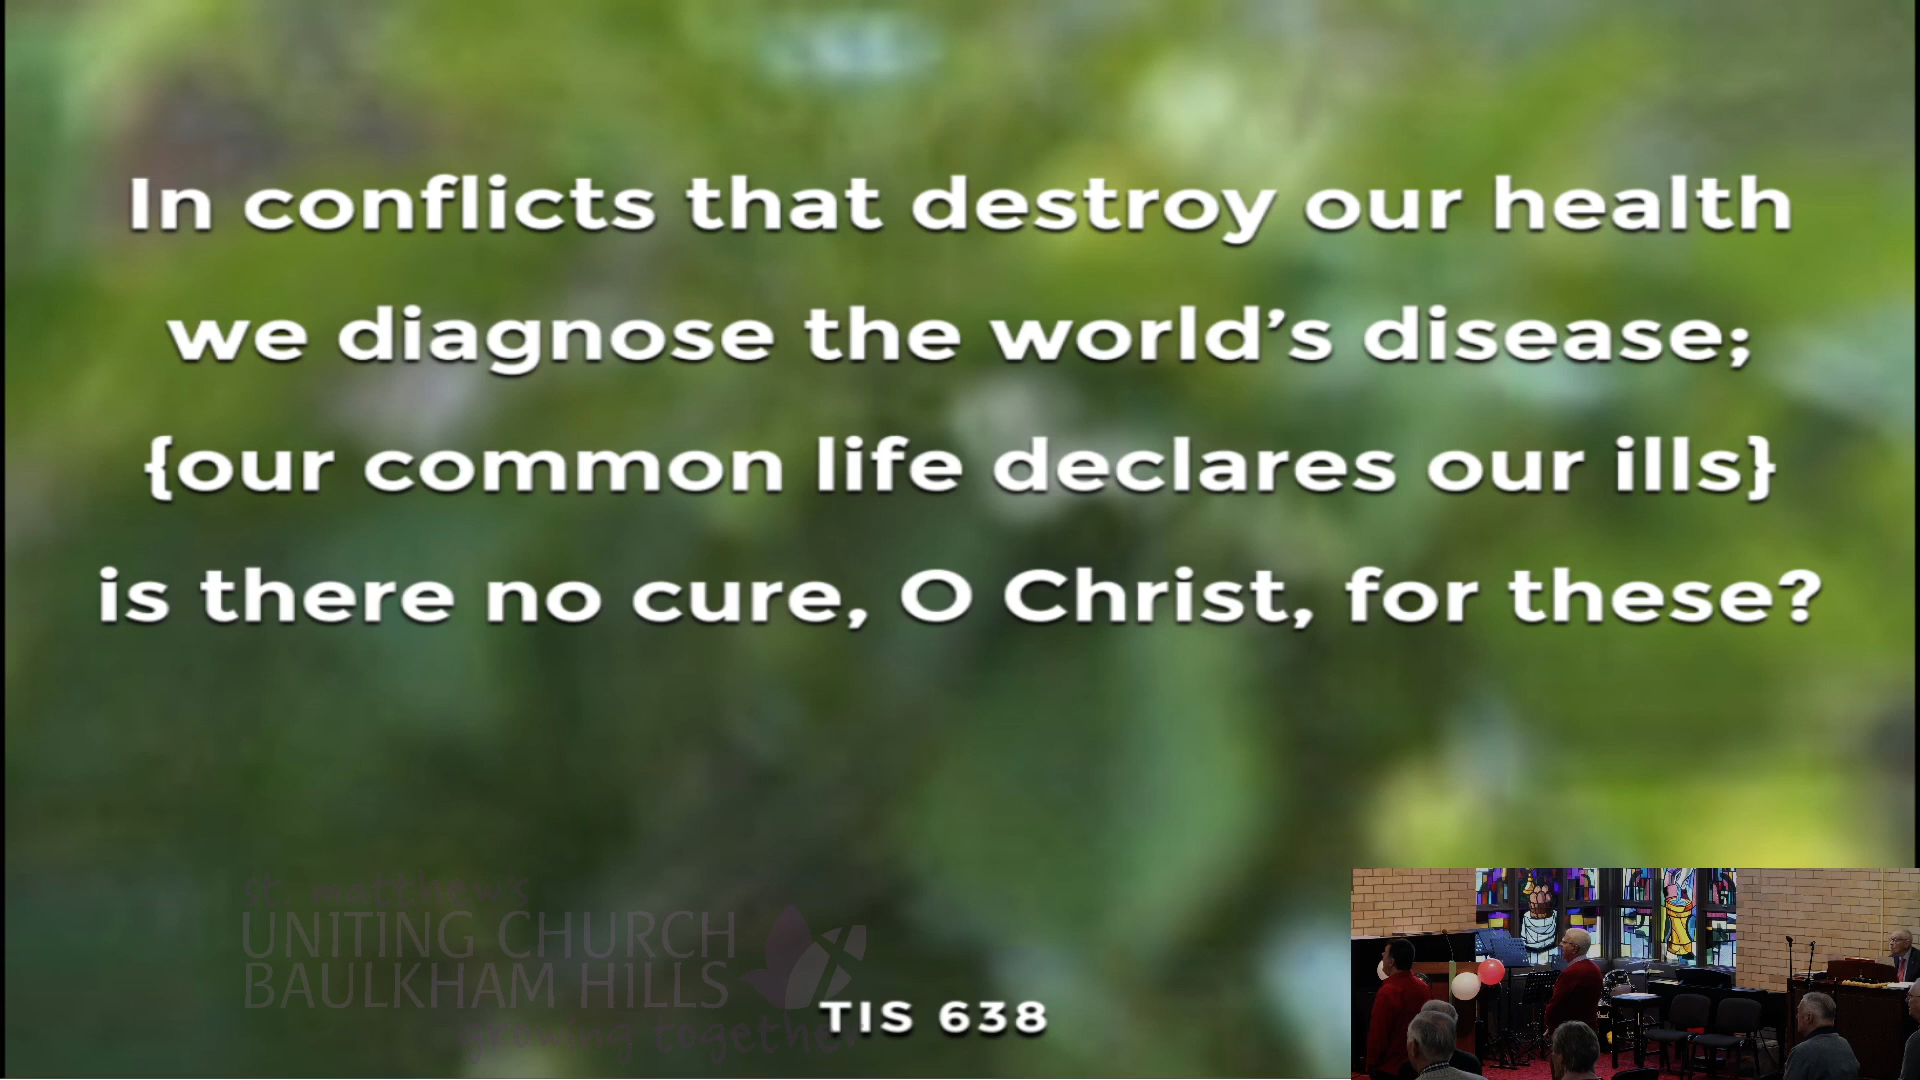 In conflicts that destroy our health
we diagnose the world’s disease;
{our common life declares our ills}
is there no cure, O Christ, for these?
st. matthew's
UNITING CHURCH
BAULKHAM HILLS
growing together
TIS 638